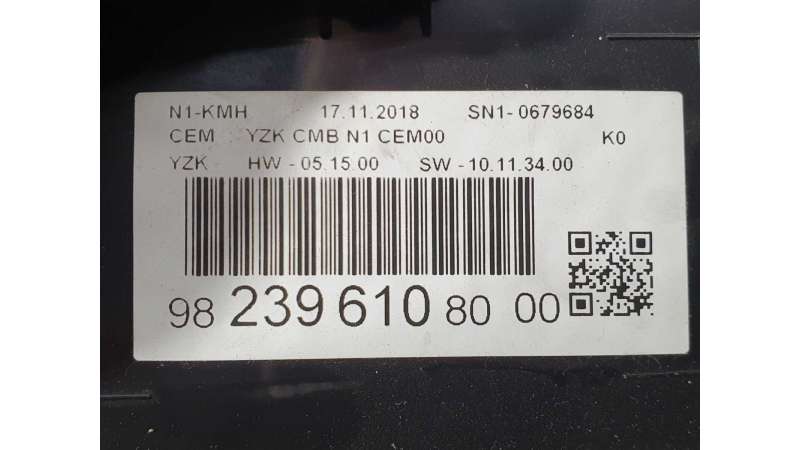 N1-KMH 17.11.2018 SN1-0679684
CEM YZK CMB N1 CEM00 K0
YZK HW - 05.15.00 SW - 10.11.34.00
98 239 610 80 00